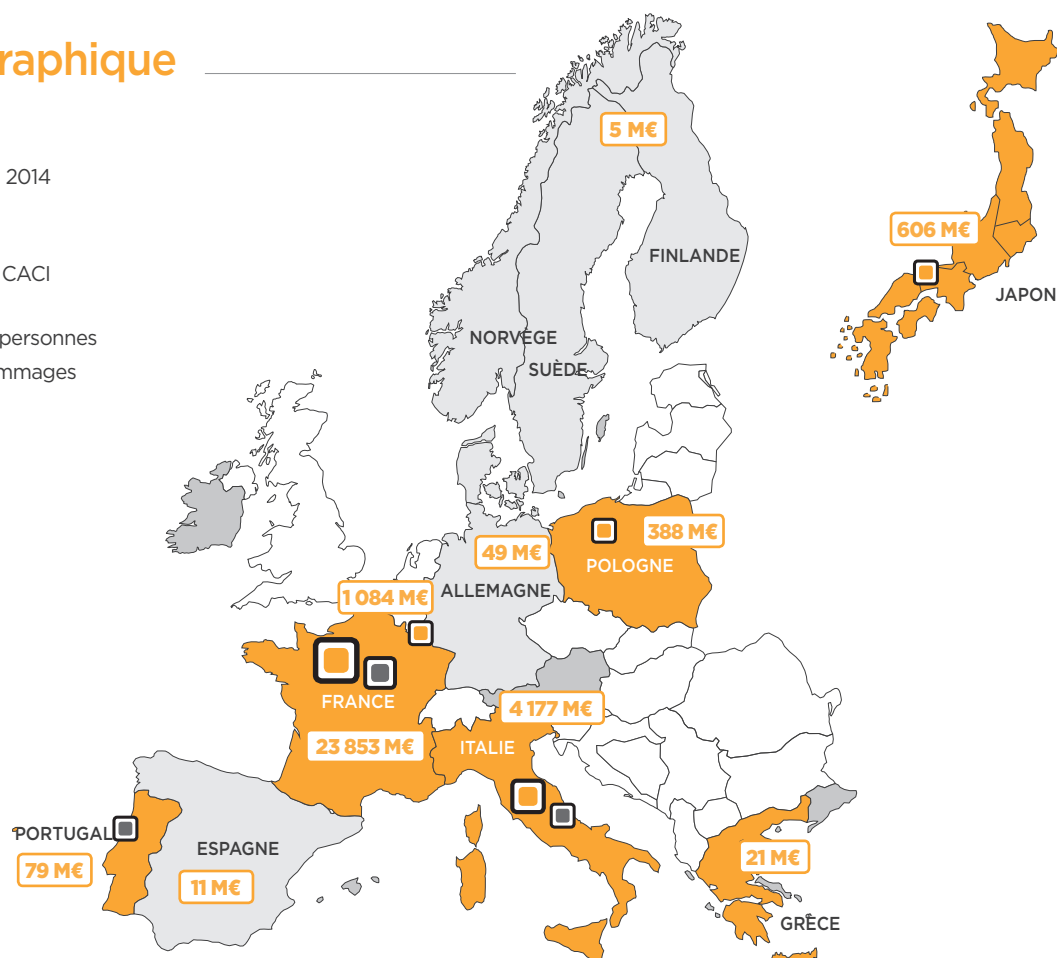 raphique
2014
CACI
personnes
mmages
5 M€
606 M€
FINLANDE
JAPON
NORVÈGE
SUÈDE
388 M€
49 M€
POLOGNE
ALLEMAGNE
1 084 M€
FRANCE
4 177 M€
23 853 M€
ITALIE
PORTUGAL
ESPAGNE
79 M€
11 M€
21 M€
GRÈCE